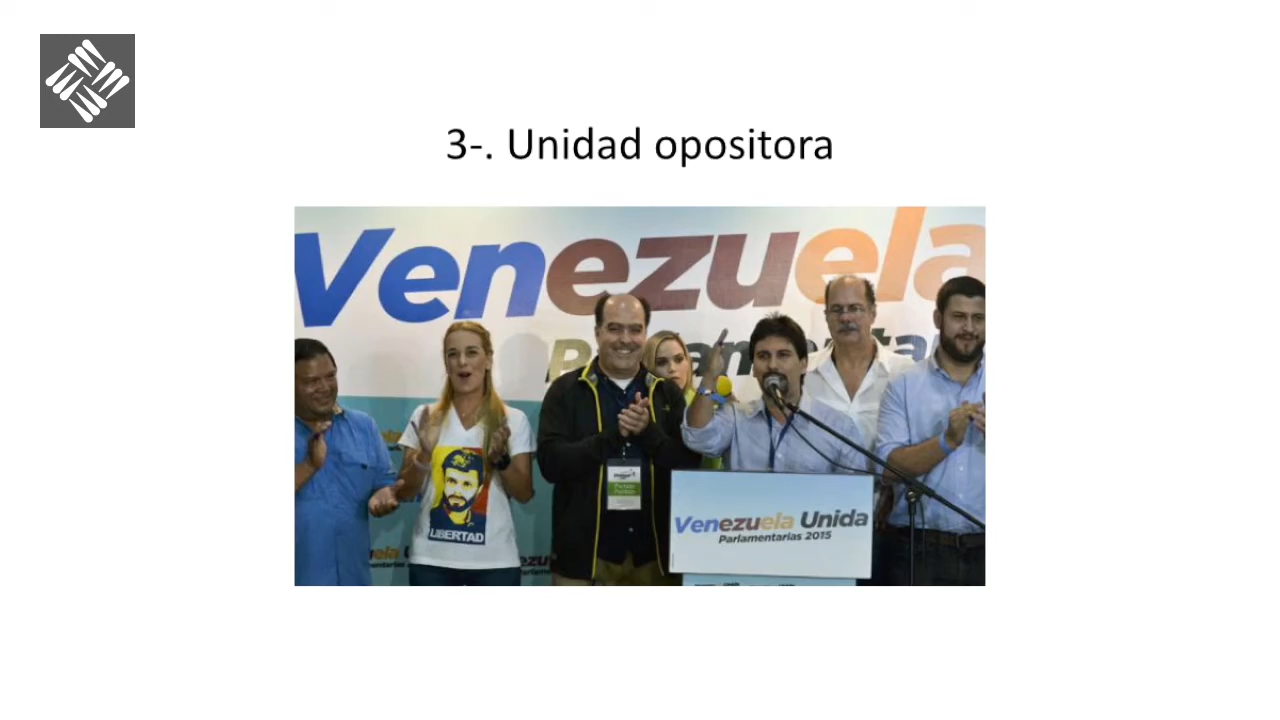 3-. Unidad opositora
Venezuela
LIBERTAD
Venezuela Unida
Parlamentarias 2015